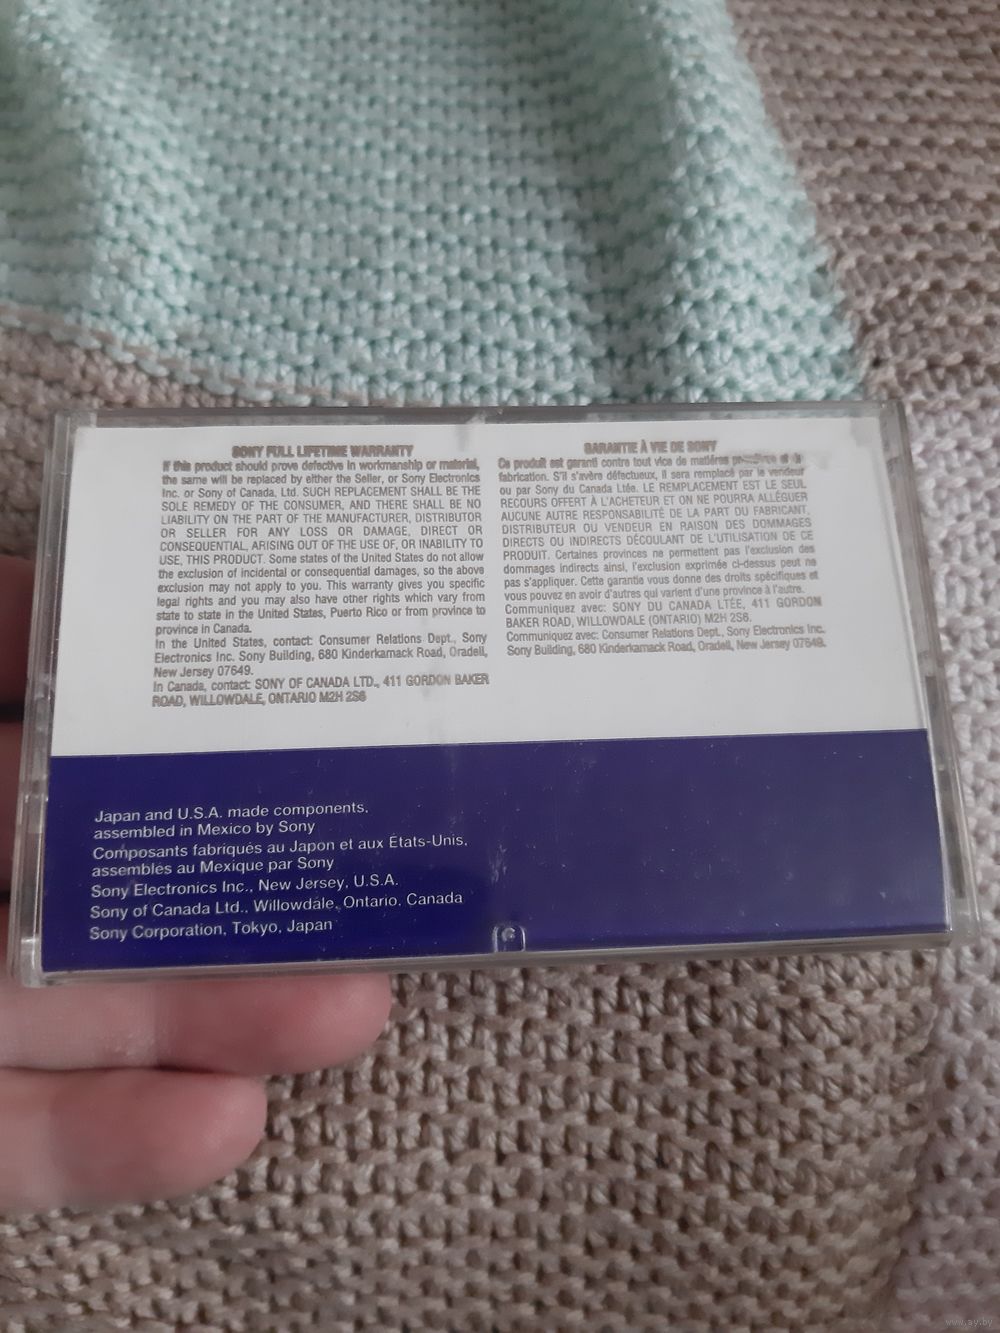 SONY FULL LIFETIME WARRANTY
If this product should prove defective in workmanship or material,
the same will be replaced by either the Seller, or Sony Electronics
Inc. or Sony of Canada, Ltd. SUCH REPLACEMENT SHALL BE THE
SOLE REMEDY OF THE CONSUMER, AND THERE SHALL BE NO
LIABILITY ON THE PART OF THE MANUFACTURER, DISTRIBUTOR
OR SELLER FOR ANY LOSS OR DAMAGE, DIRECT OR
CONSEQUENTIAL, ARISING OUT OF THE USE OF, OR INABILITY TO
USE, THIS PRODUCT. Some states of the United States do not allow
the exclusion of incidental or consequential damages, so the above
exclusion may not apply to you. This warranty gives you specific
legal rights and you may also have other rights which vary from
state to state in the United States, Puerto Rico or from province to
province in Canada.
In the United States, contact: Consumer Relations Dept., Sony
Electronics Inc. Sony Building, 680 Kinderkamack Road, Oradell,
New Jersey 07649.
In Canada, contact: SONY OF CANADA LTD., 411 GORDON BAKER
ROAD, WILLOWDALE, ONTARIO M2H 2S6
GARANTIE À VIE DE SONY
Ce produit est garanti contre tout vice de matières et de
fabrication. S'il s'avère défectueux, il sera remplacé par le vendeur
ou par Sony du Canada Ltée. LE REMPLACEMENT EST LE SEUL
RECOURS OFFERT À L'ACHETEUR ET ON NE POURRA ALLÉGUER
AUCUNE AUTRE RESPONSABILITÉ DE LA PART DU FABRICANT,
DISTRIBUTEUR OU VENDEUR EN RAISON DES DOMMAGES
DIRECTS OU INDIRECTS DÉCOULANT DE L'UTILISATION DE CE
PRODUIT. Certaines provinces ne permettent pas l'exclusion des
dommages indirects ainsi, l'exclusion exprimée ci-dessus peut ne
pas s'appliquer. Cette garantie vous donne des droits spécifiques et
vous pouvez en avoir d'autres qui varient d'une province à l'autre.
Communiquez avec: SONY DU CANADA LTÉE, 411 GORDON
BAKER ROAD, WILLOWDALE (ONTARIO) M2H 2S6.
Communiquez avec: Consumer Relations Dept., Sony Electronics Inc.
Sony Building, 680 Kinderkamack Road, Oradell, New Jersey 07649.
Japan and U.S.A. made components,
assembled in Mexico by Sony
Composants fabriqués au Japon et aux États-Unis,
assemblés au Mexique par Sony
Sony Electronics Inc., New Jersey, U.S.A.
Sony of Canada Ltd., Willowdale, Ontario, Canada
Sony Corporation, Tokyo, Japan
www.ay.by